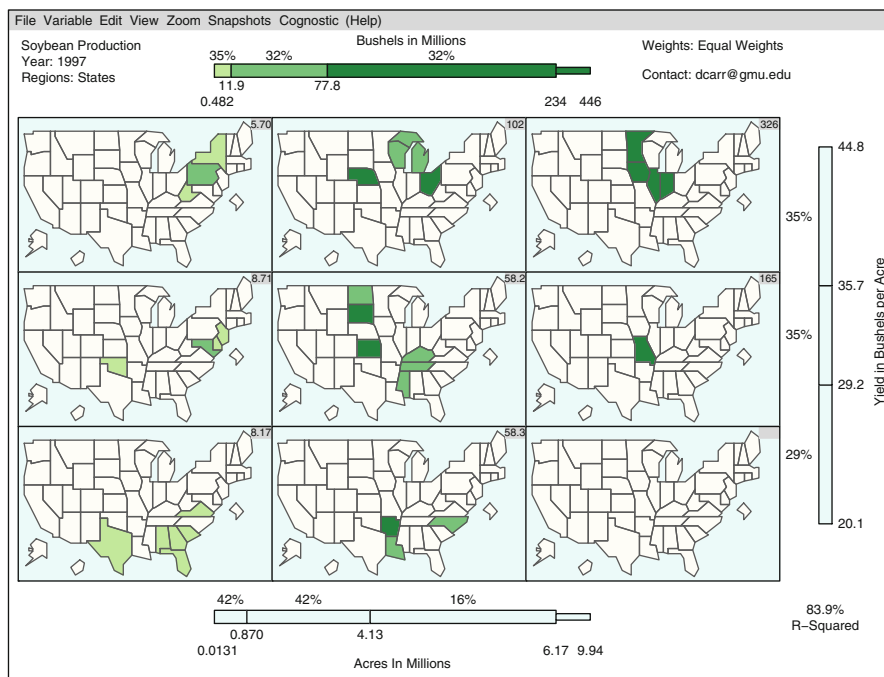 File Variable Edit View Zoom Snapshots Cognostic (Help)
Soybean Production
Year: 1997
Regions: States
Bushels in Millions
35% 32% 32%
11.9 77.8
0.482 234 446
Weights: Equal Weights
Contact: dcarr@gmu.edu
5.70 102 326
8.71 58.2 165
8.17 58.3
44.8
35%
35.7
35%
29.2
29%
20.1
Yield in Bushels per Acre
42% 42% 16%
0.870 4.13
0.0131 6.17 9.94
Acres In Millions
83.9%
R-Squared